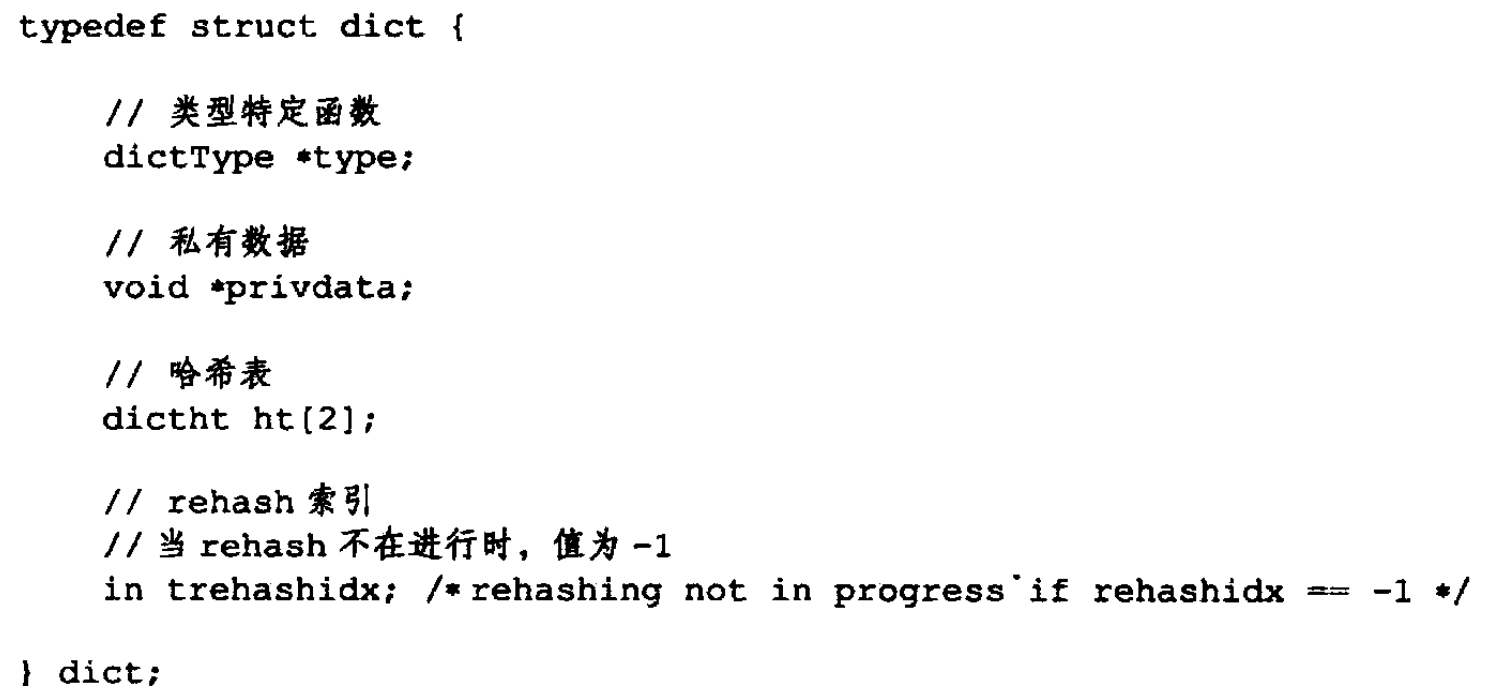 typedef struct dict {
// 类型特定函数
dictType *type;
// 私有数据
void *privdata;
// 哈希表
dictht ht[2];
// rehash 索引
// 当 rehash 不在进行时，值为 -1
in trehashidx; /* rehashing not in progress if rehashidx == -1 */
} dict;